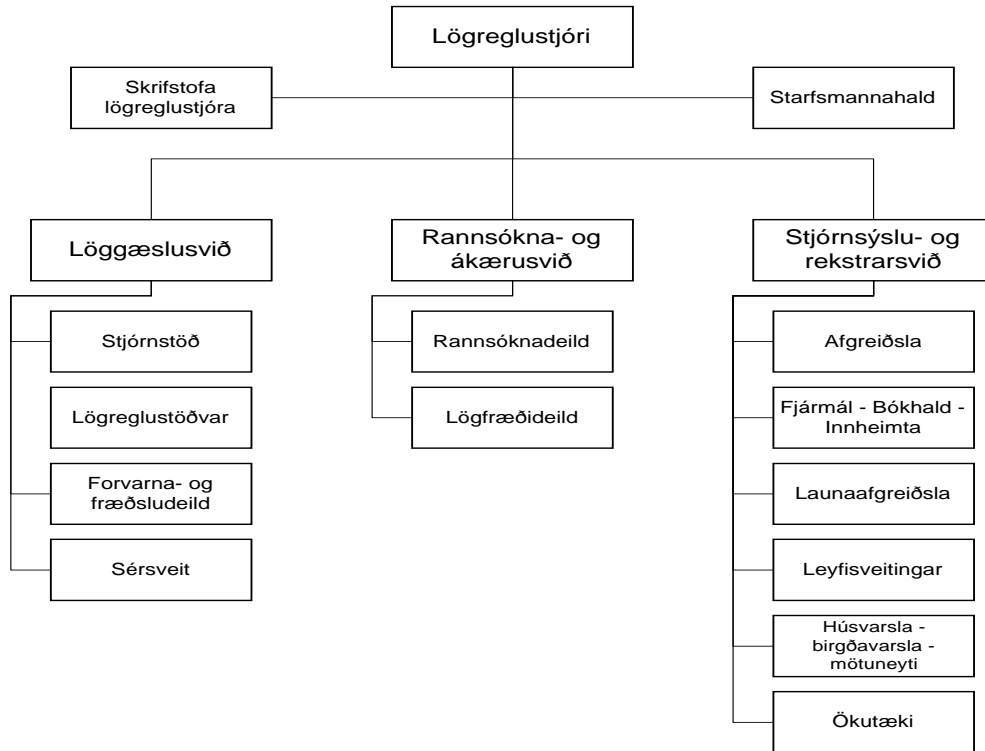 Lögreglustjóri
Skrifstofa
lögreglustjóra
Starfsmannahald
Löggæslusvið
Rannsókna- og
ákærusvið
Stjórnsýslu- og
rekstrarsvið
Stjórnstöð
Lögreglustöðvar
Forvarna- og
fræðsludeild
Sérsveit
Rannsóknadeild
Lögfræðideild
Afgreiðsla
Fjármál - Bókhald -
Innheimta
Launaafgreiðsla
Leyfisveitingar
Húsvarsla -
birgðavarsla -
mötuneyti
Ökutæki